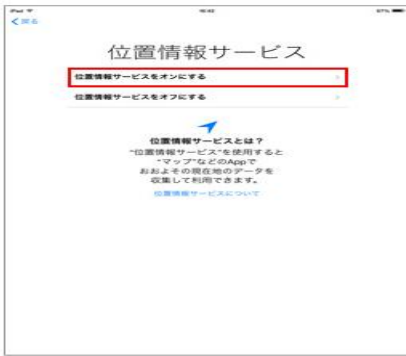 iPad
戻る
位置情報サービス
位置情報サービスをオンにする
位置情報サービスをオフにする
位置情報サービスとは？
"位置情報サービス"を使用すると
"マップ"などのAppで
おおよその現在地のデータを
収集して利用できます。
位置情報サービスについて